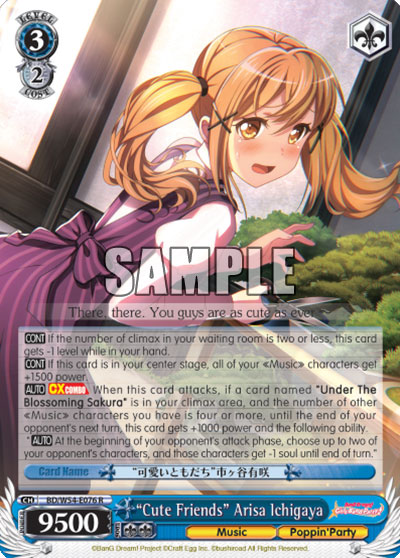 LEVEL
3
2
COST
SAMPLE
There, there. You guys are as cute as ever
CONT If the number of climax in your waiting room is two or less, this card
gets -1 level while in your hand.
CONT If this card is in your center stage, all of your «Music» characters get
+1500 power.
AUTO CXCOMBO When this card attacks, if a card named "Under The
Blossoming Sakura" is in your climax area, and the number of other
«Music» characters you have is four or more, until the end of your
opponent's next turn, this card gets +1000 power and the following ability.
"AUTO At the beginning of your opponent's attack phase, choose up to two of
your opponent's characters, and those characters get -1 soul until end of turn."
Card Name
"可愛いともだち"市ヶ谷有咲
CH BD/W54-E076 R
POWER
9500
"Cute Friends" Arisa Ichigaya
Music
Poppin'Party
©BanG Dream! Project ©Craft Egg Inc. ©bushiroad All Rights Reserved.